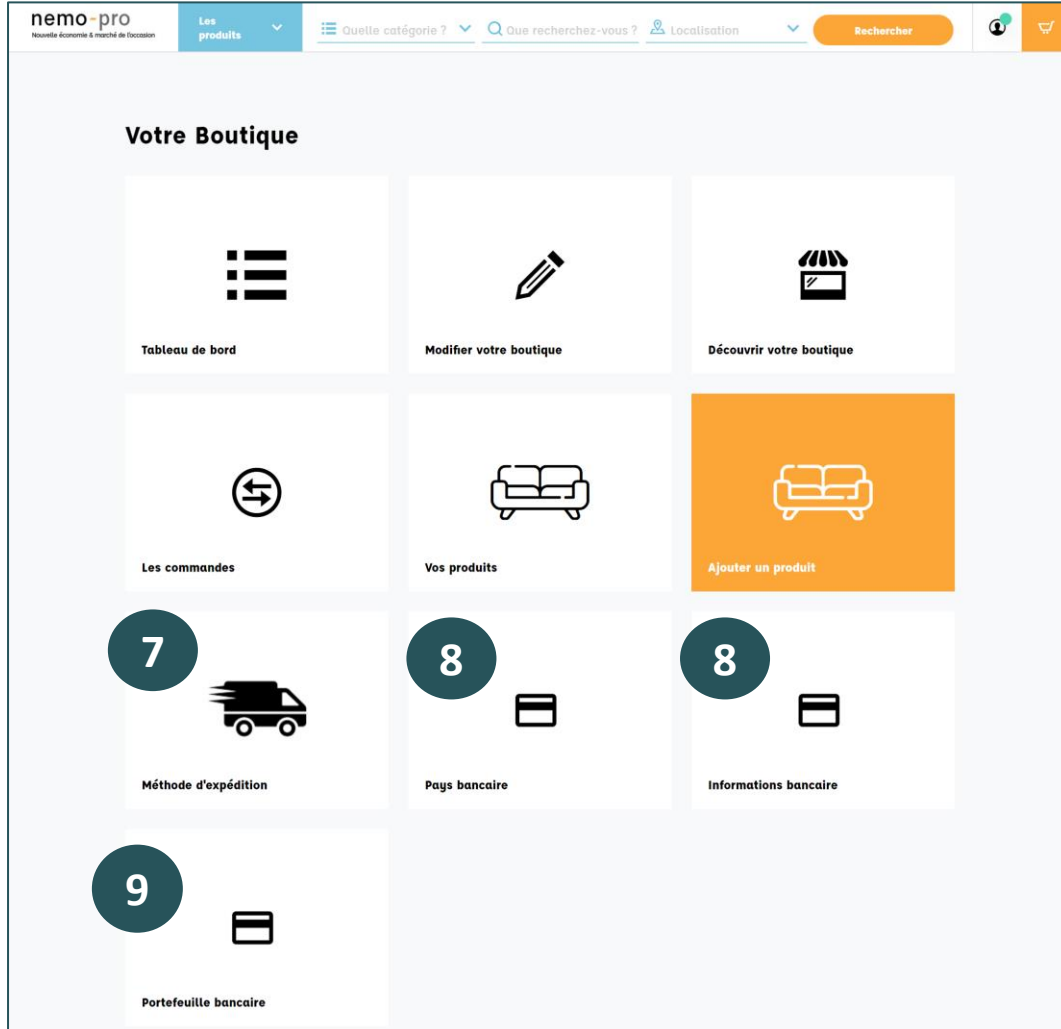 nemo-pro
Nouvelle économie & marché de l'occasion
Les
produits
Quelle catégorie ?
Que recherchez-vous ?
Localisation
Rechercher
Votre Boutique
Tableau de bord
Modifier votre boutique
Découvrir votre boutique
Les commandes
Vos produits
Ajouter un produit
7
8
8
Méthode d'expédition
Pays bancaire
Informations bancaire
9
Portefeuille bancaire